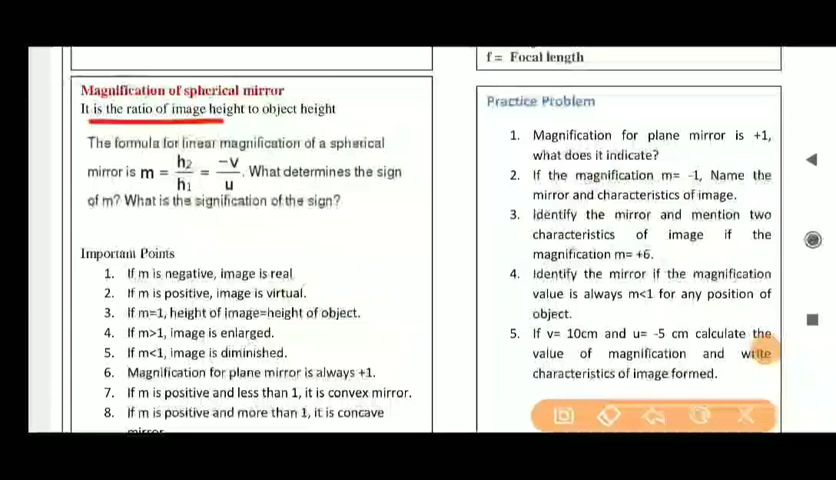 Magnification of spherical mirror
It is the ratio of image height to object height
The formula for linear magnification of a spherical
mirror is m = h₂/h₁ = -v/u. What determines the sign
of m? What is the signification of the sign?
Important Points
1. If m is negative, image is real
2. If m is positive, image is virtual.
3. If m=1, height of image=height of object.
4. If m>1, image is enlarged.
5. If m<1, image is diminished.
6. Magnification for plane mirror is always +1.
7. If m is positive and less than 1, it is convex mirror.
8. If m is positive and more than 1, it is concave
mirror
f = Focal length
Practice Problem
1. Magnification for plane mirror is +1,
what does it indicate?
2. If the magnification m= -1, Name the
mirror and characteristics of image.
3. Identify the mirror and mention two
characteristics of image if the
magnification m= +6.
4. Identify the mirror if the magnification
value is always m<1 for any position of
object.
5. If v= 10cm and u= -5 cm calculate the
value of magnification and write
characteristics of image formed.